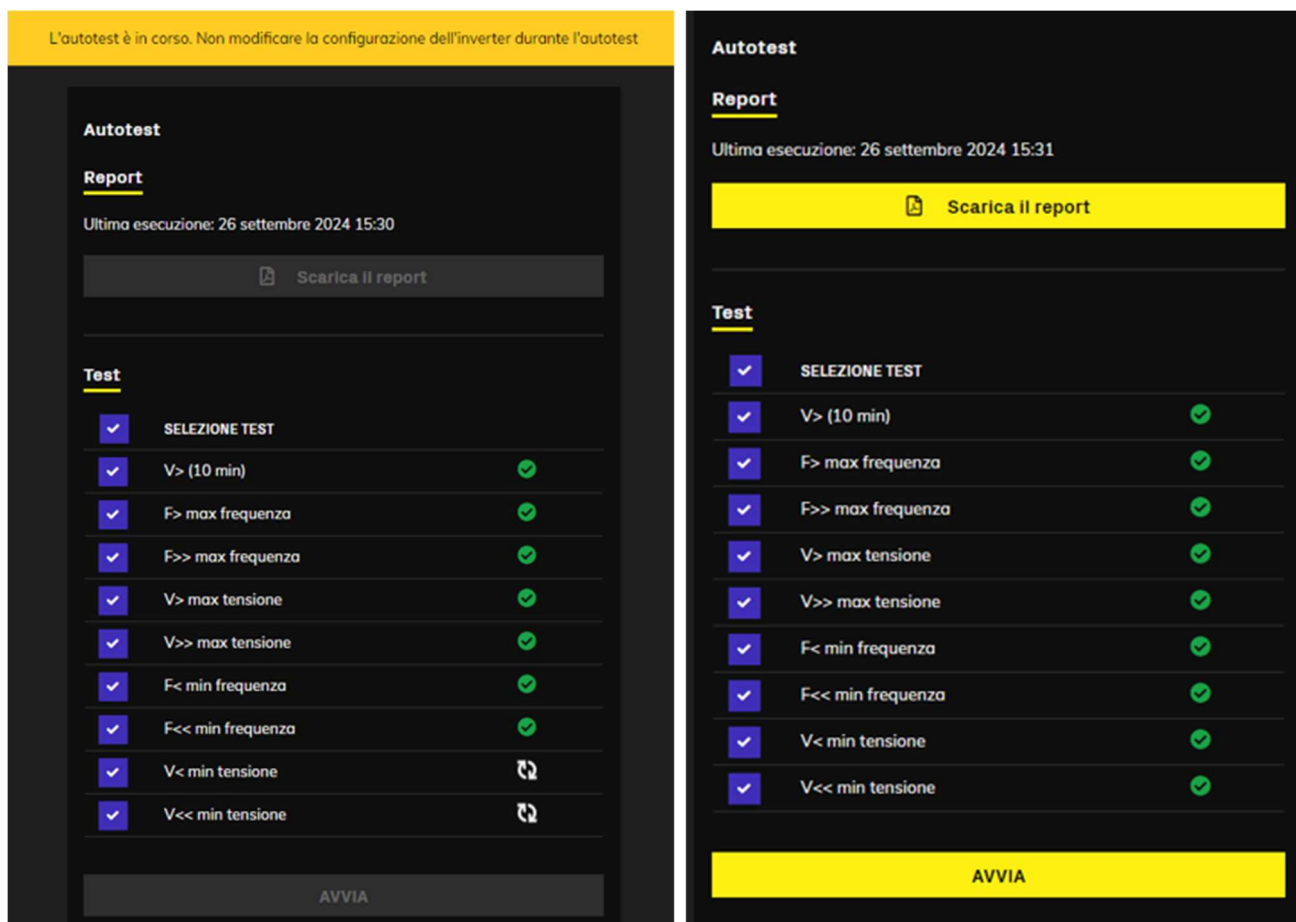 L'autotest è in corso. Non modificare la configurazione dell'inverter durante l'autotest
Autotest
Report
Ultima esecuzione: 26 settembre 2024 15:30
Scarica il report
Test
SELEZIONE TEST
V> (10 min)
F> max frequenza
F>> max frequenza
V> max tensione
V>> max tensione
F< min frequenza
F<< min frequenza
V< min tensione
V<< min tensione
AVVIA
Autotest
Report
Ultima esecuzione: 26 settembre 2024 15:31
Scarica il report
Test
SELEZIONE TEST
V> (10 min)
F> max frequenza
F>> max frequenza
V> max tensione
V>> max tensione
F< min frequenza
F<< min frequenza
V< min tensione
V<< min tensione
AVVIA